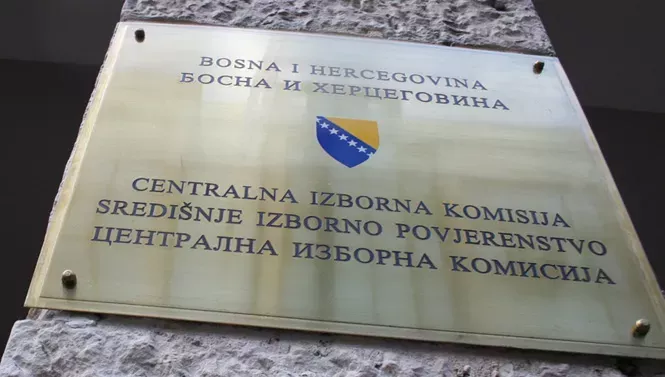 BOSNA I HERCEGOVINA
БОСНА И ХЕРЦЕГОВИНА
CENTRALNA IZBORNA KOMISIJA
SREDIŠNJE IZBORNO POVJERENSTVO
ЦЕНТРАЛНА ИЗБОРНА КОМИСИЈА